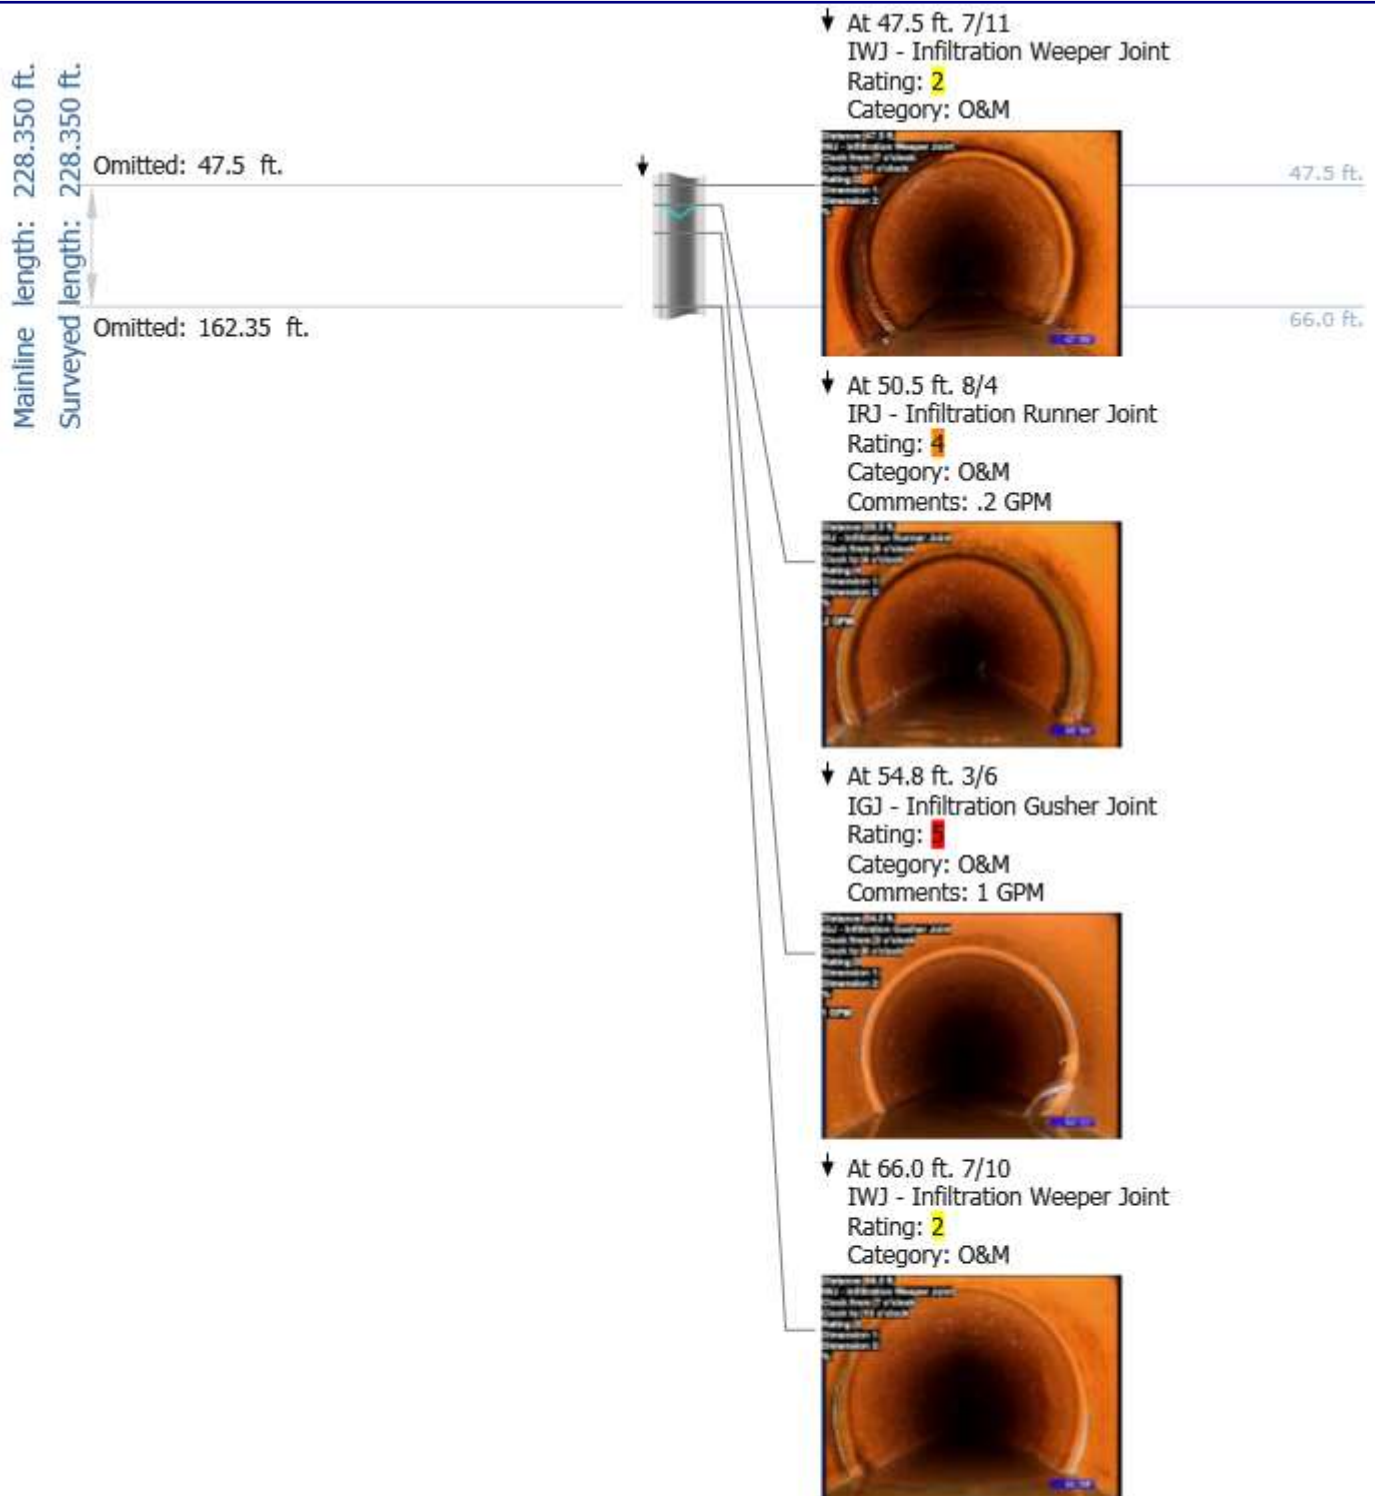 Mainline length: 228.350 ft.
Surveyed length: 228.350 ft.
Omitted: 47.5 ft.
Omitted: 162.35 ft.
47.5 ft.
66.0 ft.
At 47.5 ft. 7/11
IWJ - Infiltration Weeper Joint
Rating: 2
Category: O&M
At 50.5 ft. 8/4
IRJ - Infiltration Runner Joint
Rating: 4
Category: O&M
Comments: .2 GPM
At 54.8 ft. 3/6
IGJ - Infiltration Gusher Joint
Rating: 5
Category: O&M
Comments: 1 GPM
At 66.0 ft. 7/10
IWJ - Infiltration Weeper Joint
Rating: 2
Category: O&M